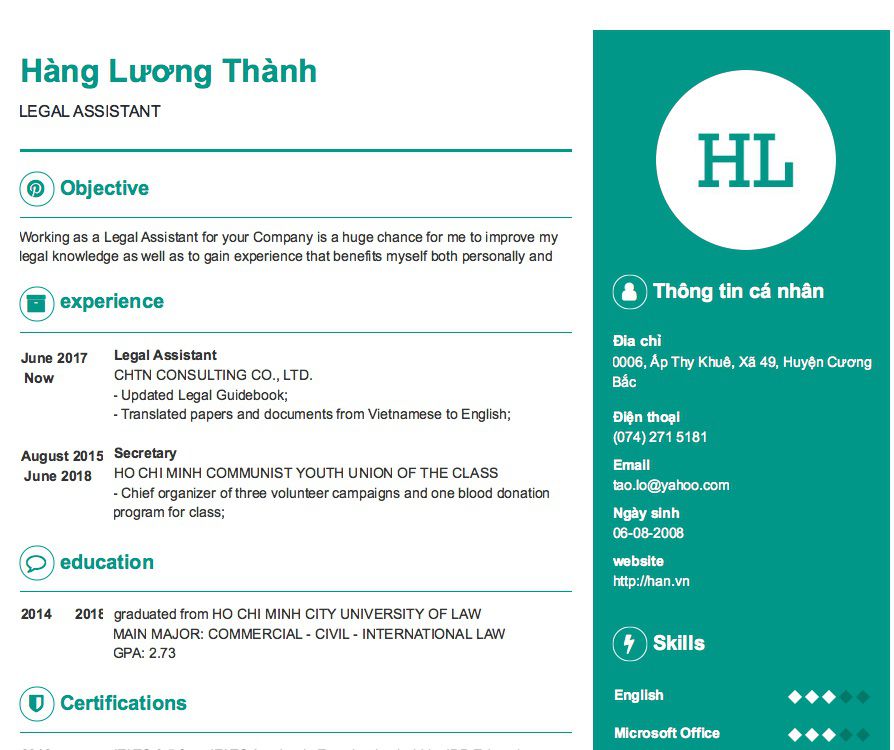 Hàng Lương Thành
LEGAL ASSISTANT
Objective
Working as a Legal Assistant for your Company is a huge chance for me to improve my
legal knowledge as well as to gain experience that benefits myself both personally and
experience
June 2017
Now
Legal Assistant
CHTN CONSULTING CO., LTD.
- Updated Legal Guidebook;
- Translated papers and documents from Vietnamese to English;
August 2015
June 2018
Secretary
HO CHI MINH COMMUNIST YOUTH UNION OF THE CLASS
- Chief organizer of three volunteer campaigns and one blood donation
program for class;
education
2014 2018
graduated from HO CHI MINH CITY UNIVERSITY OF LAW
MAIN MAJOR: COMMERCIAL - CIVIL - INTERNATIONAL LAW
GPA: 2.73
Certifications
HL
Thông tin cá nhân
Địa chỉ
0006, Ấp Thy Khuê, Xã 49, Huyện Cương
Bắc
Điện thoại
(074) 271 5181
Email
tao.lo@yahoo.com
Ngày sinh
06-08-2008
website
http://han.vn
Skills
English
Microsoft Office